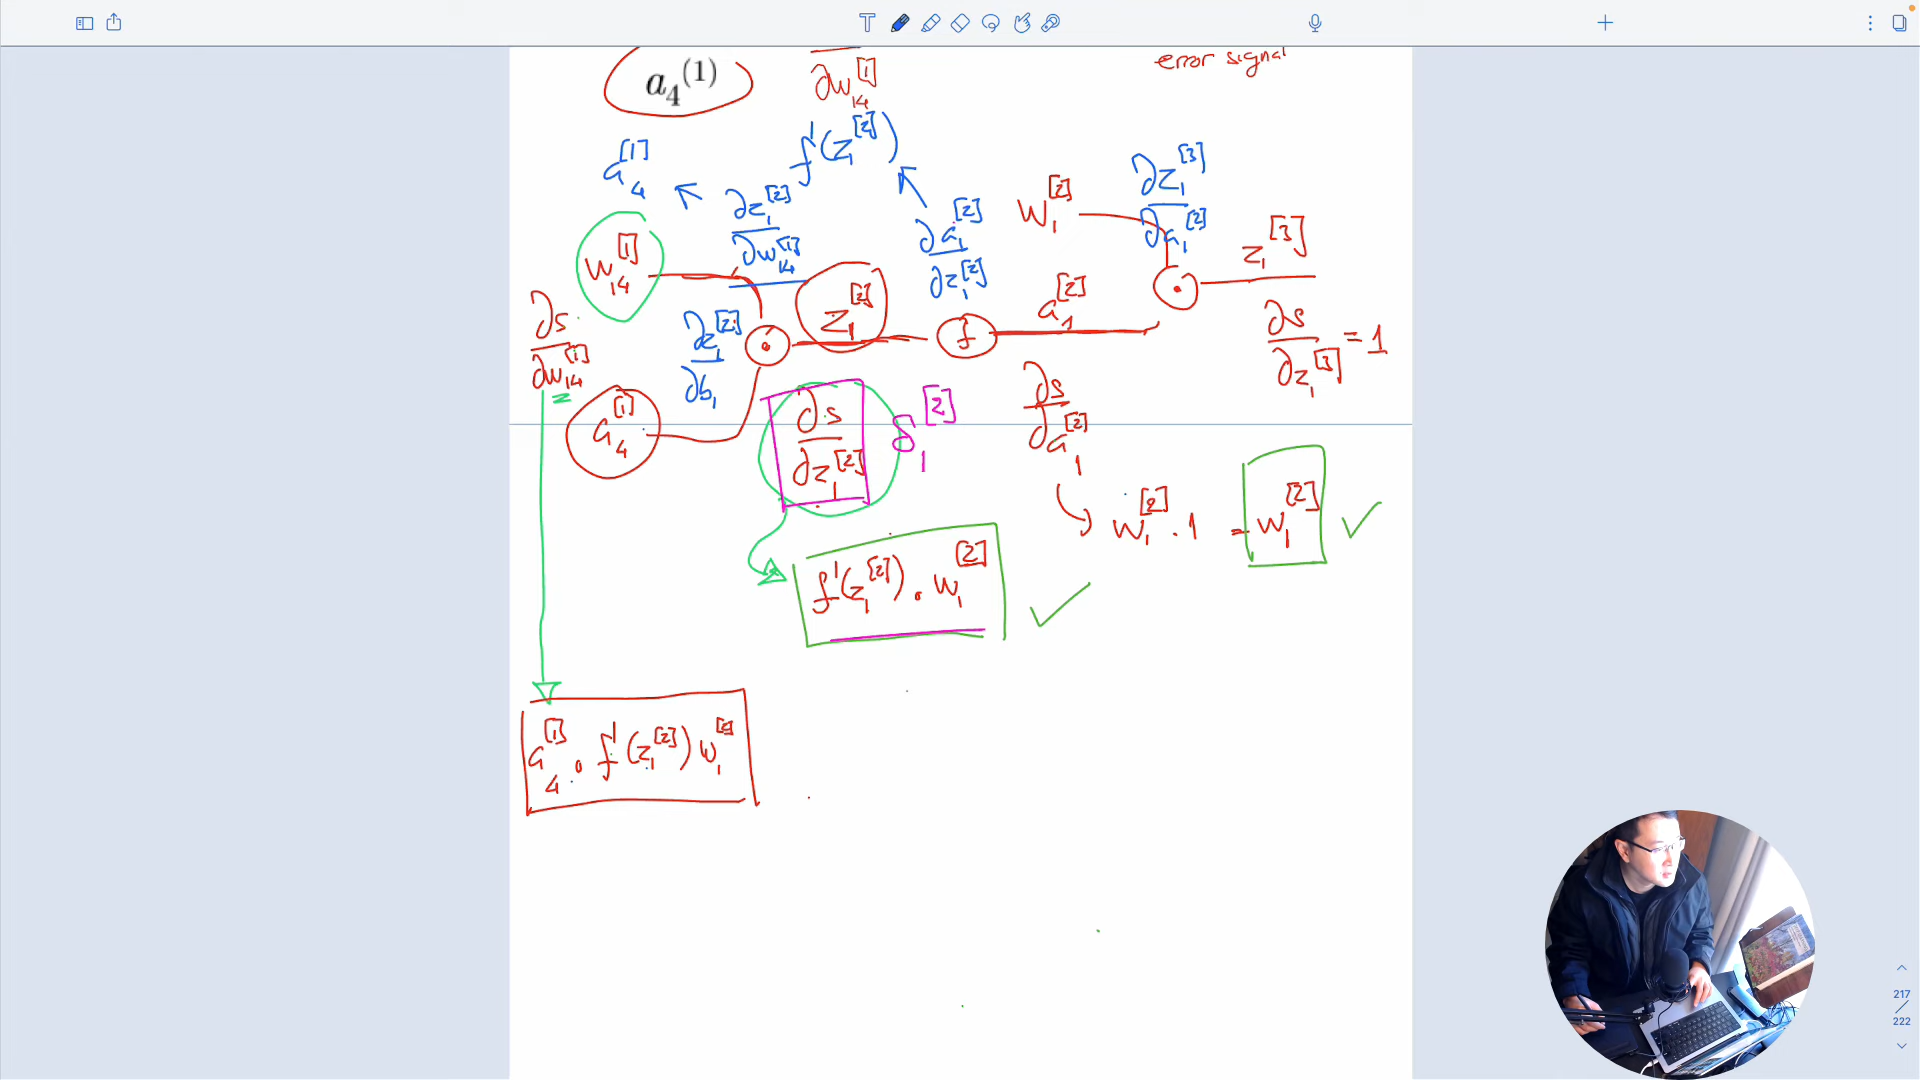 a₄⁽¹⁾
∂w₁₄^[1]
error signal
a₄^[1]
f'(z₁^[2])
∂z₁^[2]/∂w₁₄^[1]
∂a₁^[2]/∂z₁^[2]
w₁^[2]
∂z₁^[3]/∂a₁^[2]
z₁^[3]
w₁₄^[1]
∂s/∂w₁₄^[1] =
∂z₁^[2]/∂b₁
z₁^[2]
f
a₁^[2]
∂s/∂z₁^[3] = 1
a₄^[1]
∂s/∂z₁^[2]
δ₁^[2]
∂s/∂a₁^[2]
w₁^[2] · 1 = w₁^[2] ✓
f'(z₁^[2]) · w₁^[2] ✓
a₄^[1] · f'(z₁^[2]) w₁^[2]
217
/
222